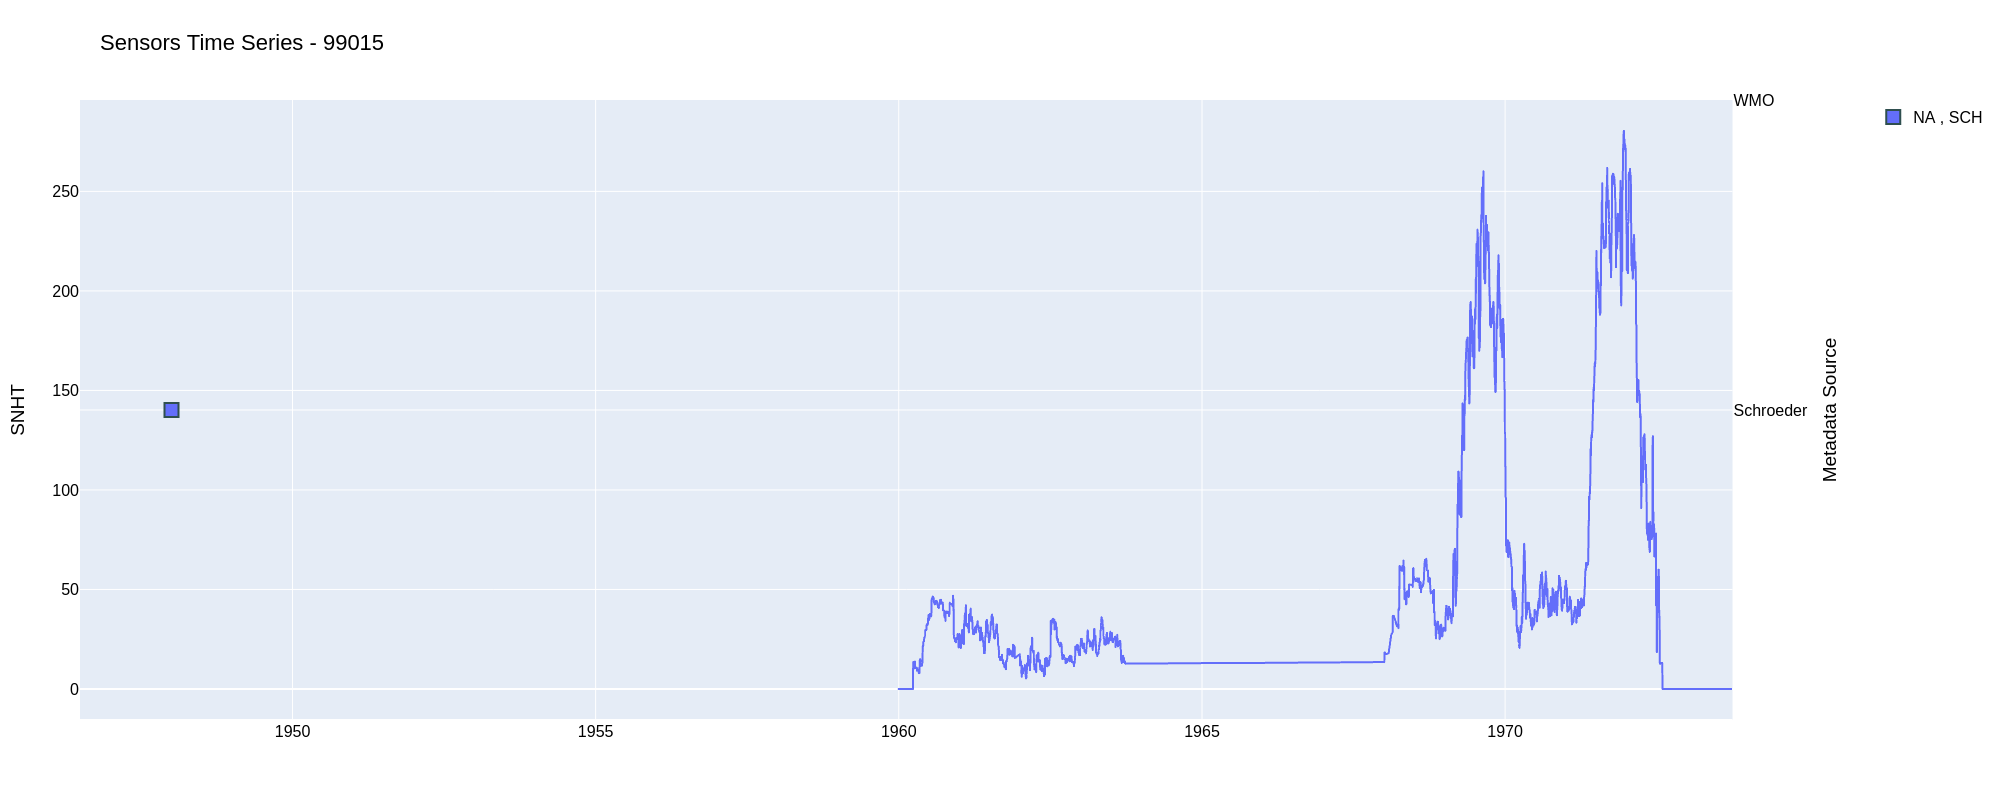 Sensors Time Series - 99015
WMO
NA , SCH
250
200
150
100
50
0
SNHT
Schroeder
Metadata Source
1950
1955
1960
1965
1970